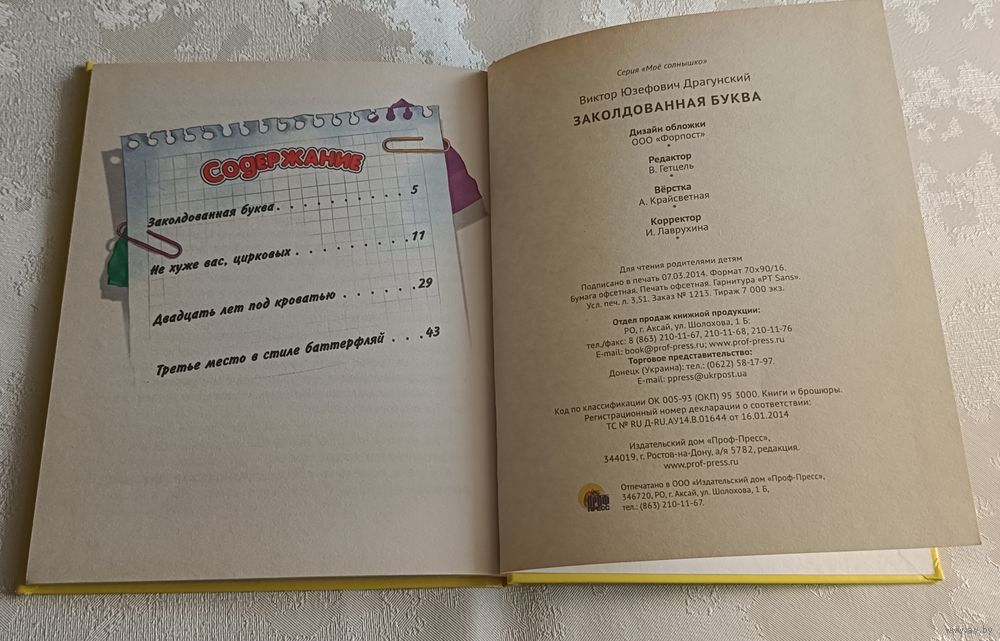 Содержание
Заколдованная буква. . . . . . . . . 5
Не хуже вас, цирковых . . . . . . . . 11
Двадцать лет под кроватью . . . . . . 29
Третье место в стиле баттерфляй . . . 43
Серия «Моё солнышко»
Виктор Юзефович Драгунский
ЗАКОЛДОВАННАЯ БУКВА
Дизайн обложки
ООО «Форпост»
•
Редактор
В. Гетцель
•
Вёрстка
А. Крайсветная
•
Корректор
И. Лаврухина
•
Для чтения родителями детям
Подписано в печать 07.03.2014. Формат 70х90/16.
Бумага офсетная. Печать офсетная. Гарнитура «PT Sans».
Усл. печ. л. 3,51. Заказ № 1213. Тираж 7 000 экз.
Отдел продаж книжной продукции:
РО, г. Аксай, ул. Шолохова, 1 Б:
тел./факс: 8 (863) 210-11-67, 210-11-68, 210-11-76
E-mail: book@prof-press.ru; www.prof-press.ru
Торговое представительство:
Донецк (Украина): тел.: (0622) 58-17-97.
E-mail: ppress@ukrpost.ua
Код по классификации ОК 005-93 (ОКП) 95 3000. Книги и брошюры.
Регистрационный номер декларации о соответствии:
ТС № RU Д-RU.АУ14.В.01644 от 16.01.2014
Издательский дом «Проф-Пресс»,
344019, г. Ростов-на-Дону, а/я 5782, редакция.
www.prof-press.ru
ПРОФ
ПРЕСС
Отпечатано в ООО «Издательский дом «Проф-Пресс»,
346720, РО, г. Аксай, ул. Шолохова, 1 Б,
тел.: (863) 210-11-67.